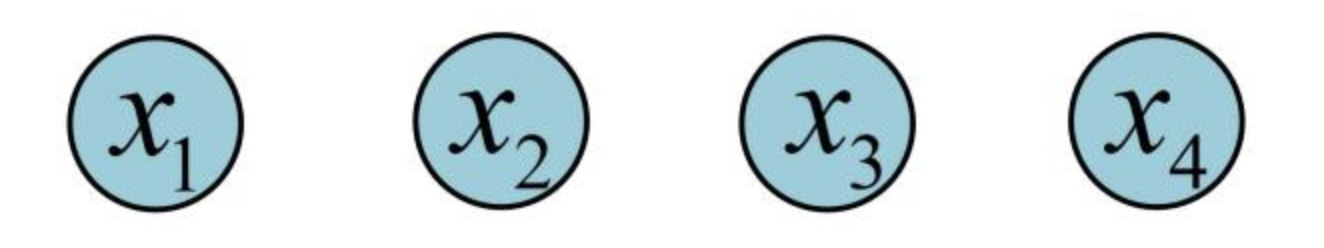 x₁ x₂ x₃ x₄